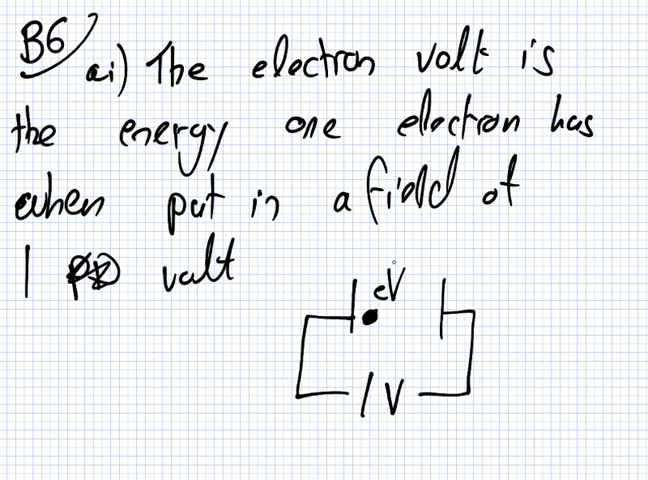 B6
ai) The electron volt is
the energy one electron has
when put in a field of
1 volt
eV
1V